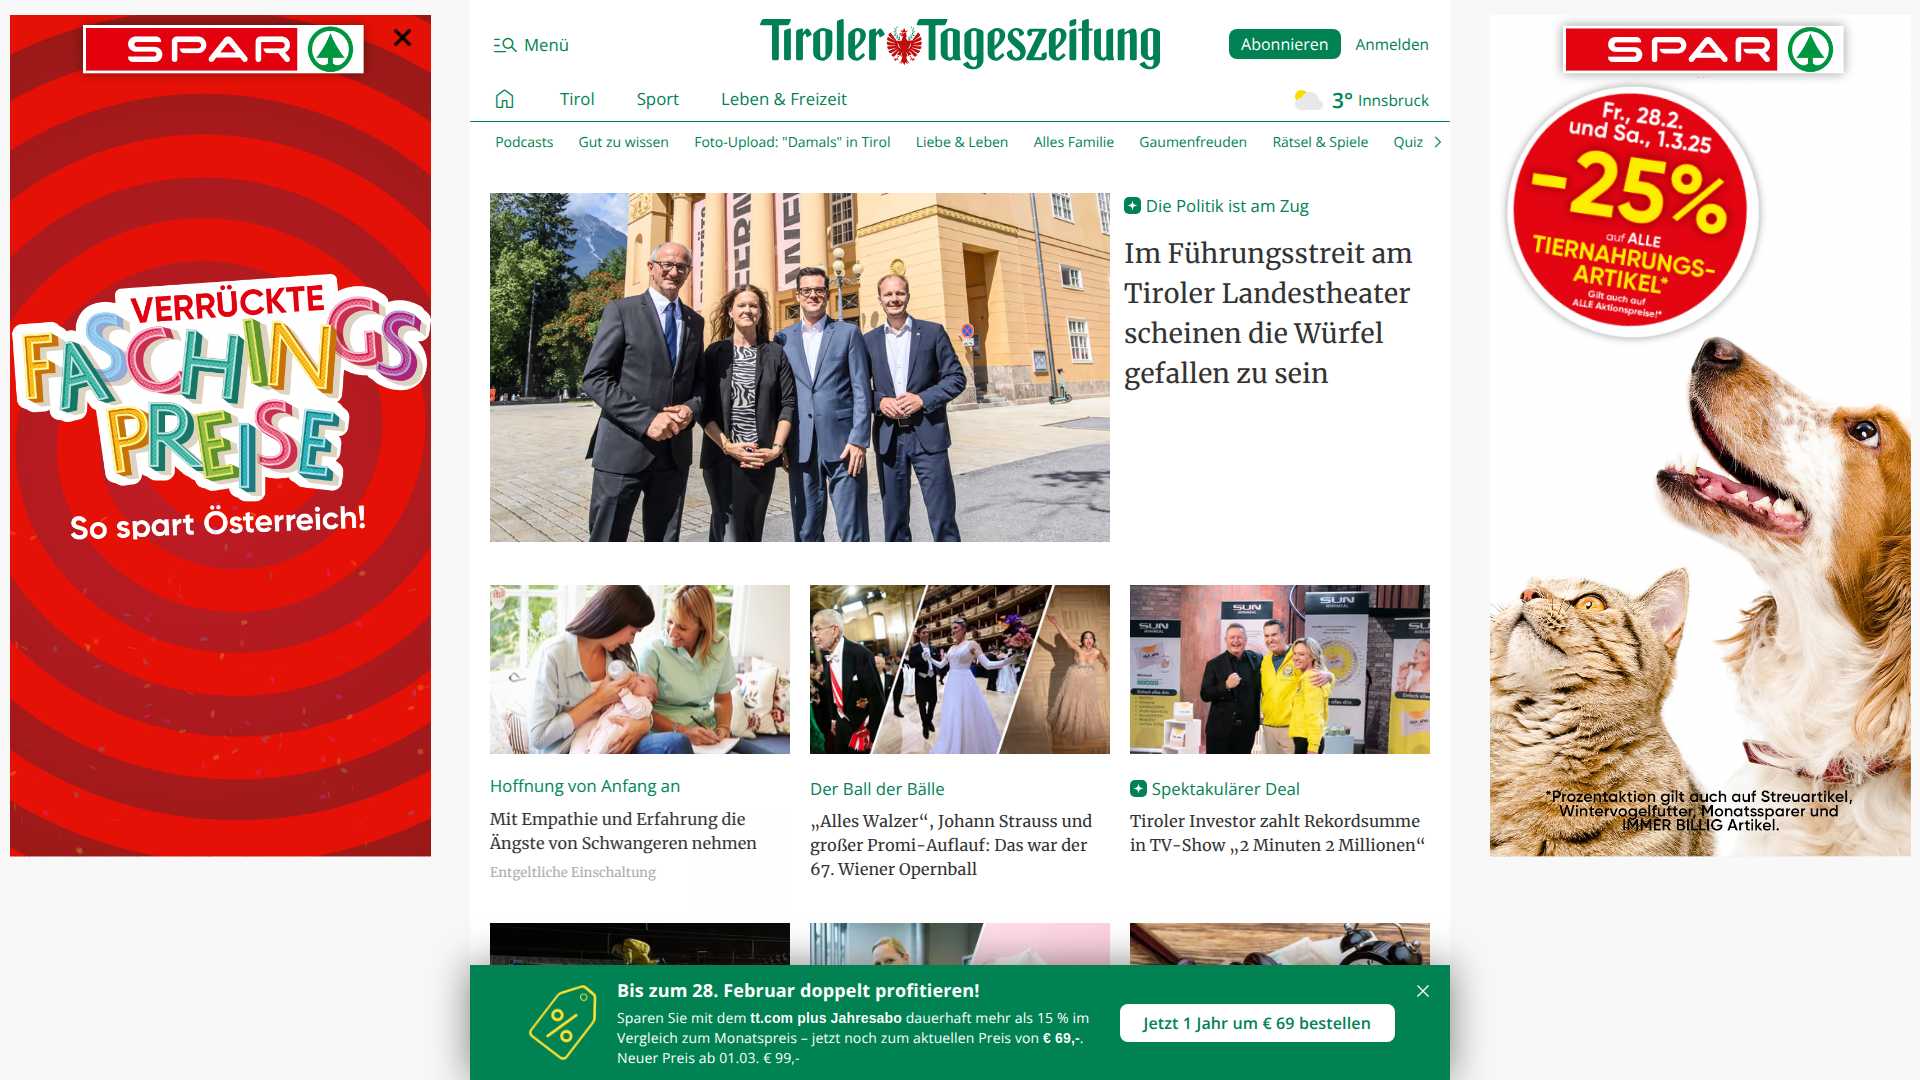 SPAR
VERRÜCKTE
FASCHINGS
PREISE
So spart Österreich!
Menü
Tiroler Tageszeitung
Abonnieren
Anmelden
Tirol
Sport
Leben & Freizeit
3° Innsbruck
Podcasts
Gut zu wissen
Foto-Upload: "Damals" in Tirol
Liebe & Leben
Alles Familie
Gaumenfreuden
Rätsel & Spiele
Quiz
Die Politik ist am Zug
Im Führungsstreit am
Tiroler Landestheater
scheinen die Würfel
gefallen zu sein
SUN
SUN
SUN
SUN
Hoffnung von Anfang an
Mit Empathie und Erfahrung die
Ängste von Schwangeren nehmen
Entgeltliche Einschaltung
Der Ball der Bälle
„Alles Walzer“, Johann Strauss und
großer Promi-Auflauf: Das war der
67. Wiener Opernball
Spektakulärer Deal
Tiroler Investor zahlt Rekordsumme
in TV-Show „2 Minuten 2 Millionen“
Bis zum 28. Februar doppelt profitieren!
Sparen Sie mit dem tt.com plus Jahresabo dauerhaft mehr als 15 % im
Vergleich zum Monatspreis – jetzt noch zum aktuellen Preis von € 69,-.
Neuer Preis ab 01.03. € 99,-
Jetzt 1 Jahr um € 69 bestellen
SPAR
Fr., 28.2.
und Sa., 1.3.25
-25%
auf ALLE
TIERNAHRUNGS-
ARTIKEL*
Gilt auch auf
ALLE Aktionspreise!*
*Prozentaktion gilt auch auf Streuartikel,
Wintervogelfutter, Monatssparer und
IMMER BILLIG Artikel.